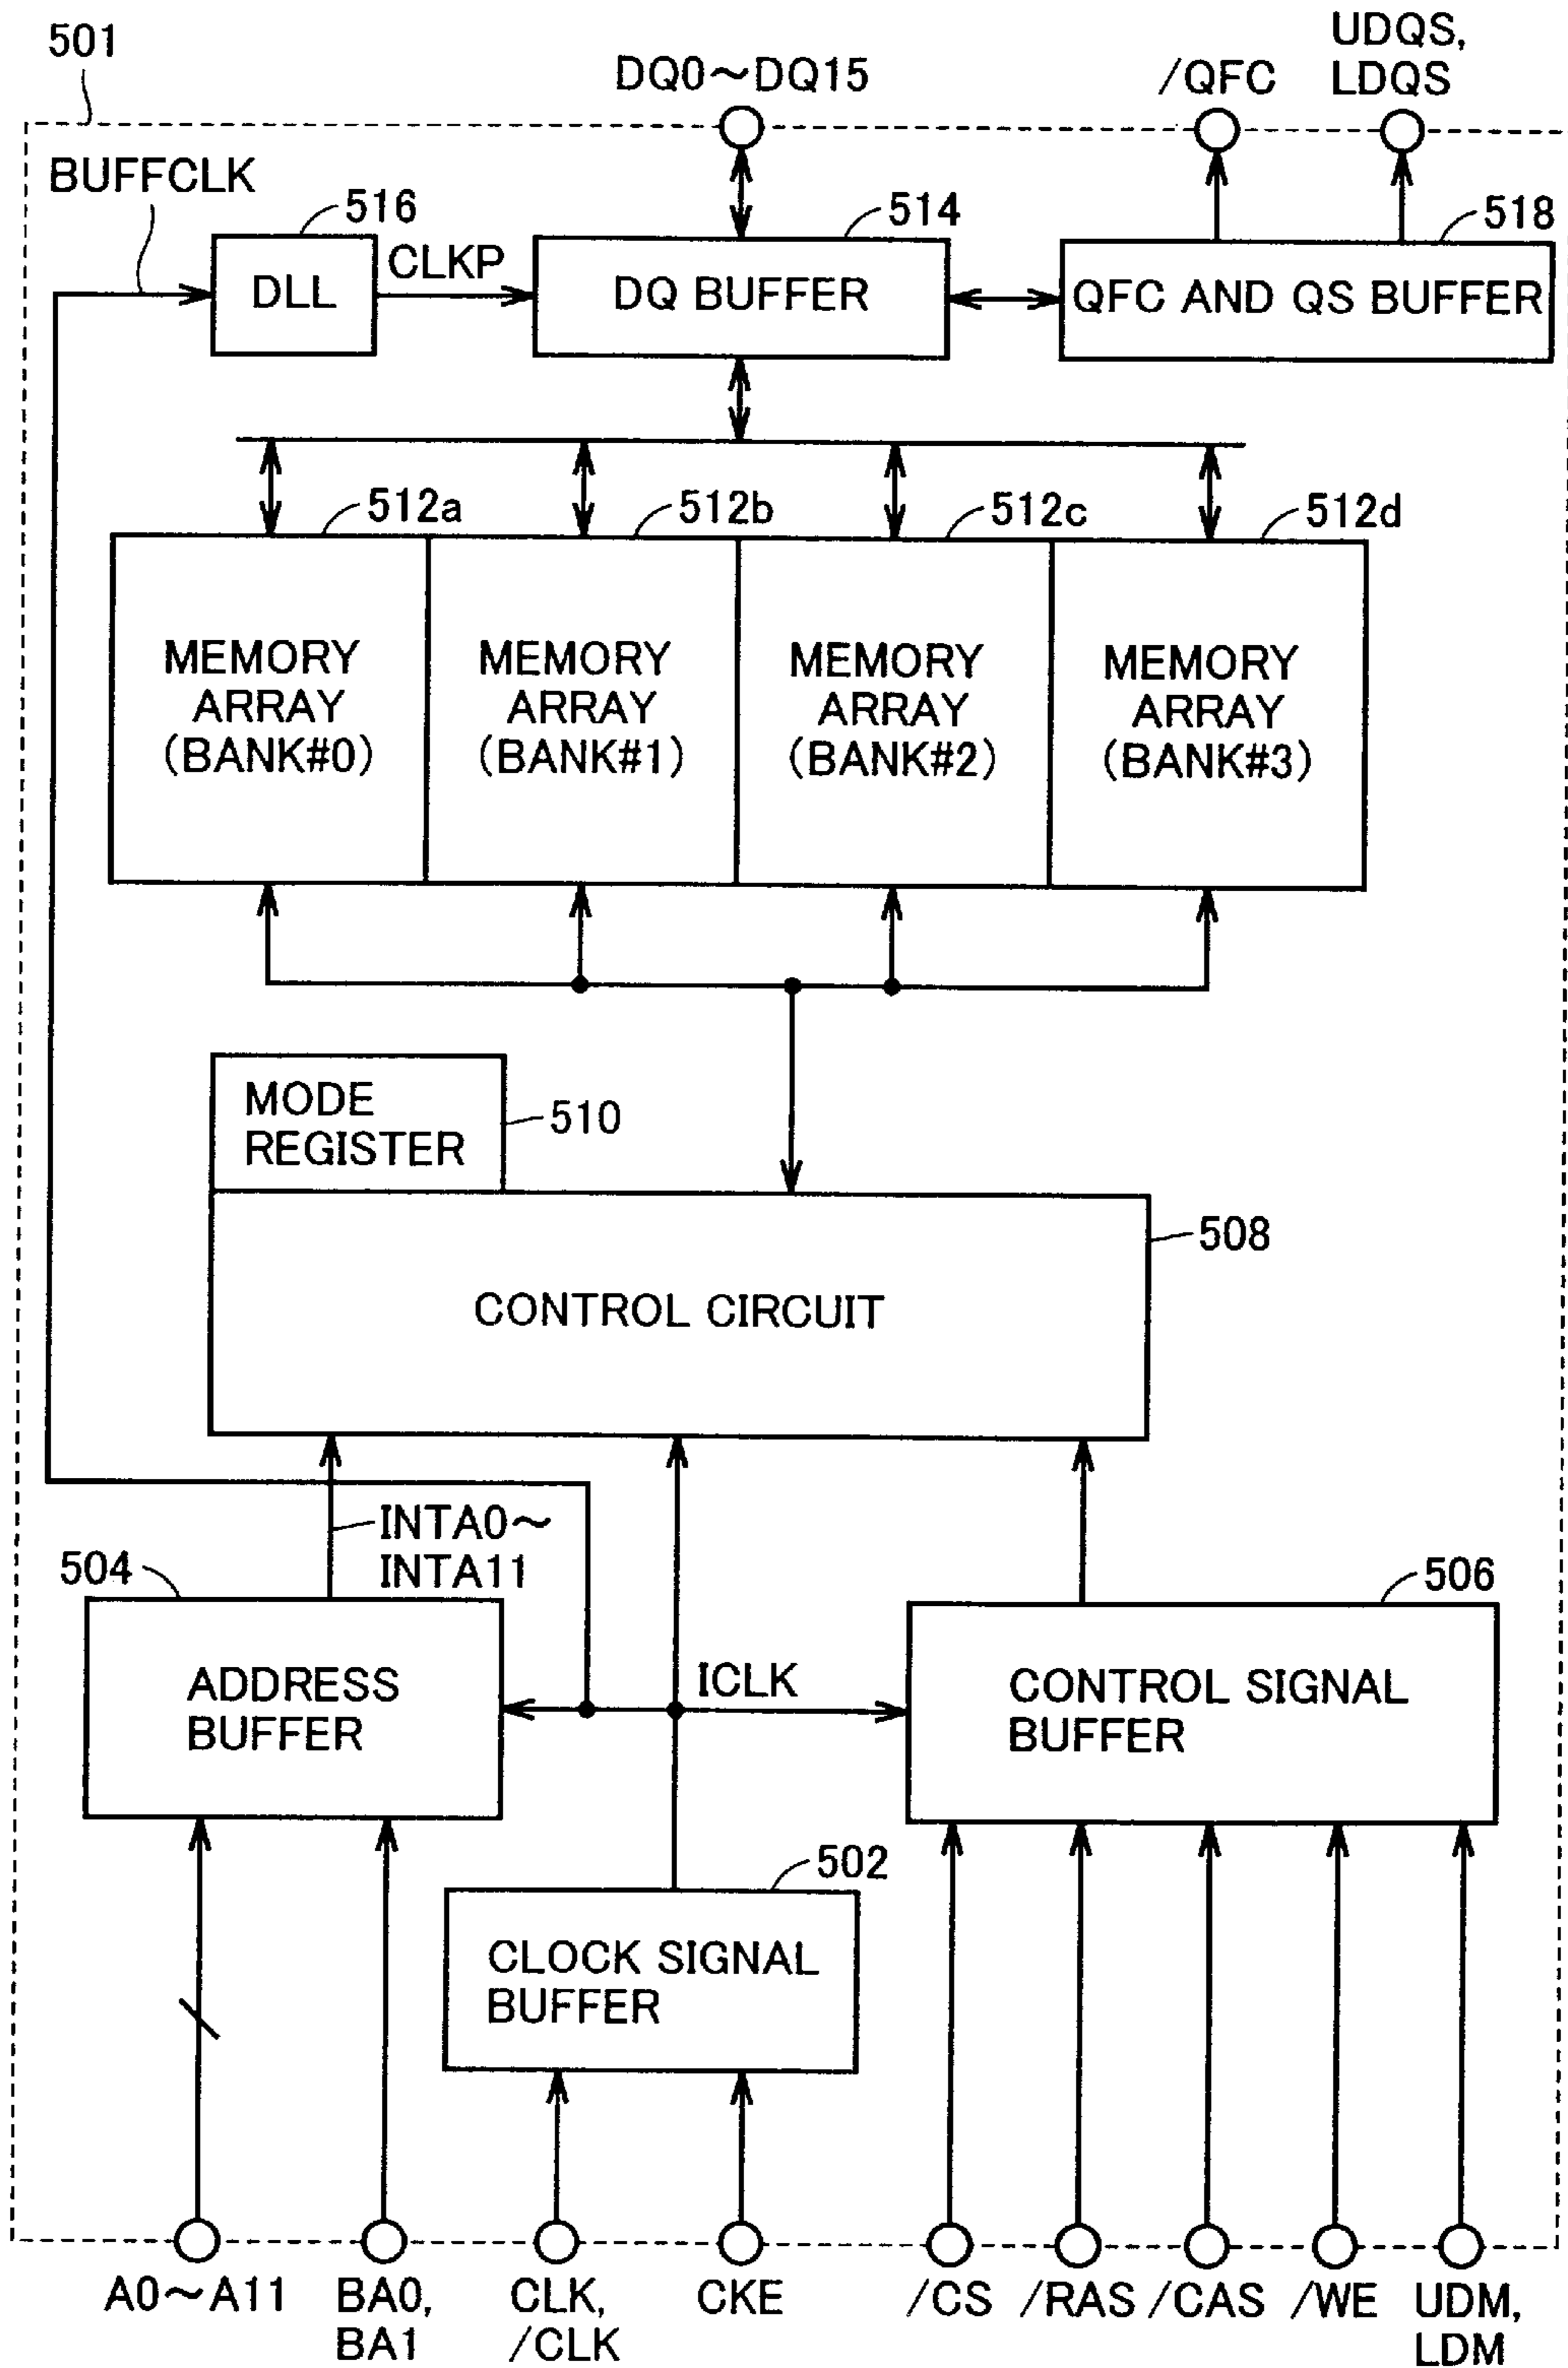 501
DQ0～DQ15
/QFC
UDQS,
LDQS
BUFFCLK
516
514
518
DLL
CLKP
DQ BUFFER
QFC AND QS BUFFER
512a
512b
512c
512d
MEMORY
ARRAY
(BANK#0)
MEMORY
ARRAY
(BANK#1)
MEMORY
ARRAY
(BANK#2)
MEMORY
ARRAY
(BANK#3)
MODE
REGISTER
510
508
CONTROL CIRCUIT
INTA0～
INTA11
504
506
ADDRESS
BUFFER
ICLK
CONTROL SIGNAL
BUFFER
502
CLOCK SIGNAL
BUFFER
A0～A11
BA0,
BA1
CLK,
/CLK
CKE
/CS
/RAS
/CAS
/WE
UDM,
LDM